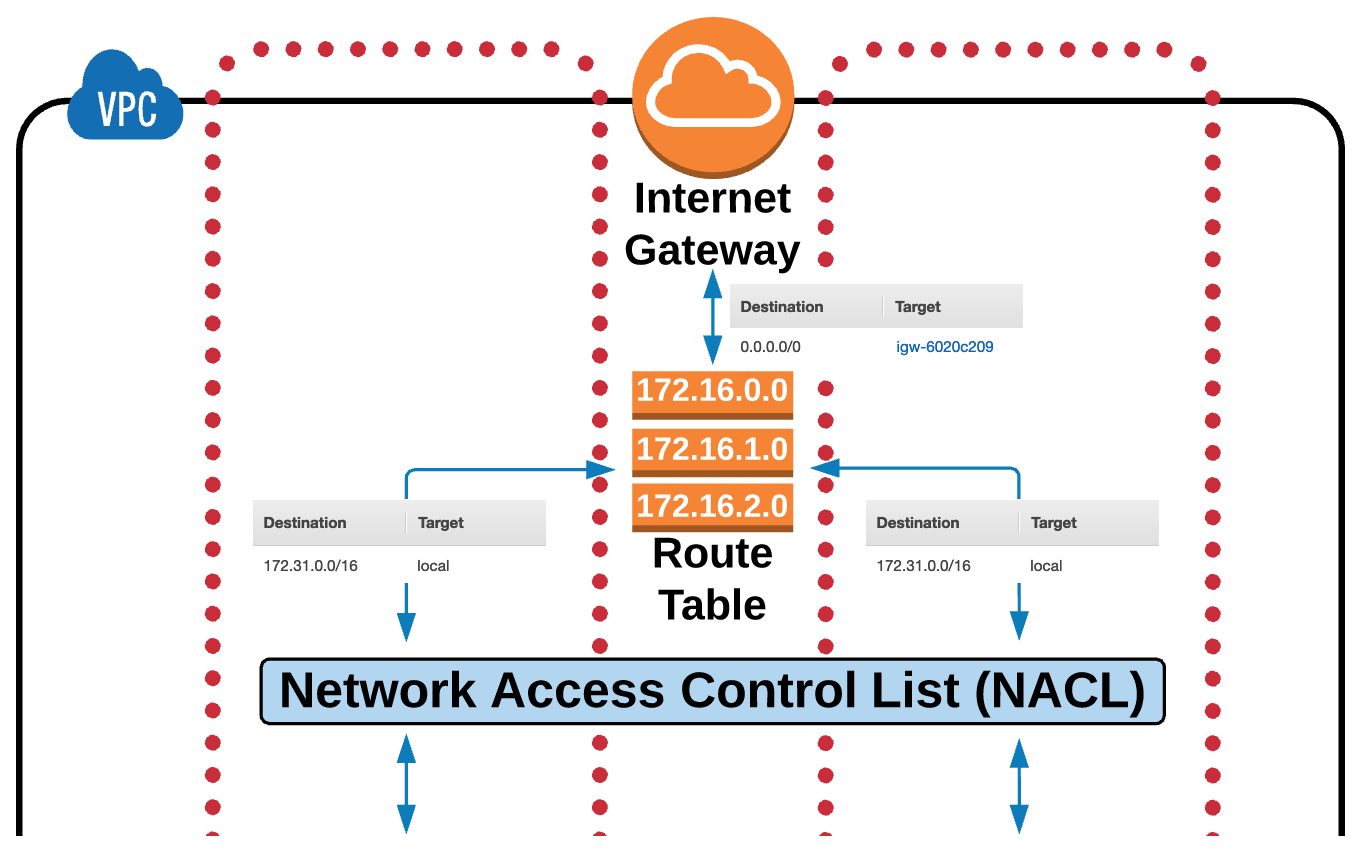 VPC
Internet
Gateway
Destination Target
0.0.0.0/0 igw-6020c209
172.16.0.0
172.16.1.0
172.16.2.0
Route
Table
Destination Target
172.31.0.0/16 local
Destination Target
172.31.0.0/16 local
Network Access Control List (NACL)